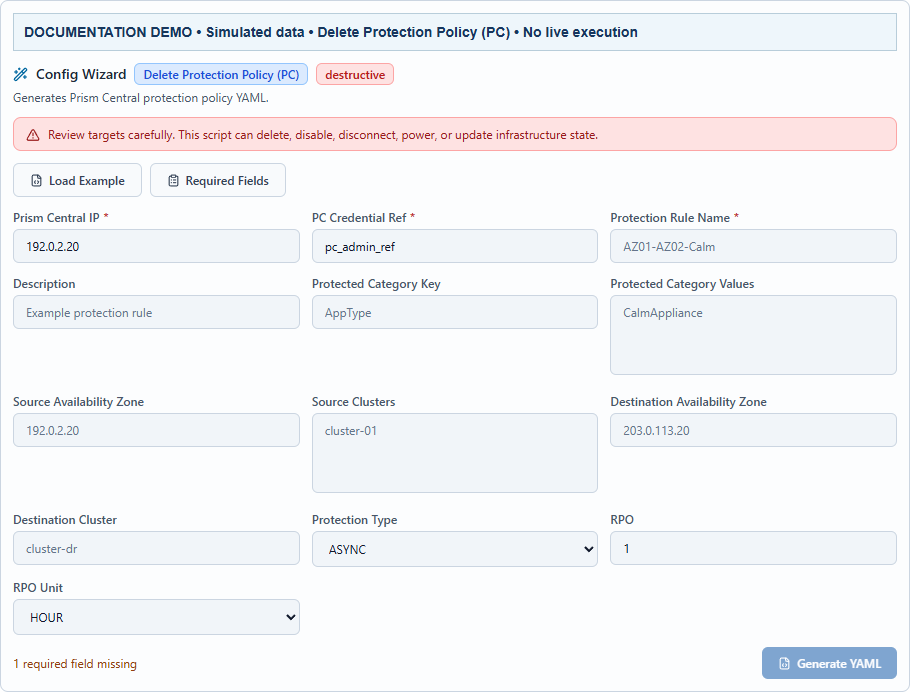 DOCUMENTATION DEMO • Simulated data • Delete Protection Policy (PC) • No live execution
Config Wizard Delete Protection Policy (PC) destructive
Generates Prism Central protection policy YAML.
Review targets carefully. This script can delete, disable, disconnect, power, or update infrastructure state.
Load Example Required Fields
Prism Central IP * PC Credential Ref * Protection Rule Name *
192.0.2.20 pc_admin_ref AZ01-AZ02-Calm
Description Protected Category Key Protected Category Values
Example protection rule AppType CalmAppliance
Source Availability Zone Source Clusters Destination Availability Zone
192.0.2.20 cluster-01 203.0.113.20
Destination Cluster Protection Type RPO
cluster-dr ASYNC 1
RPO Unit
HOUR
1 required field missing Generate YAML